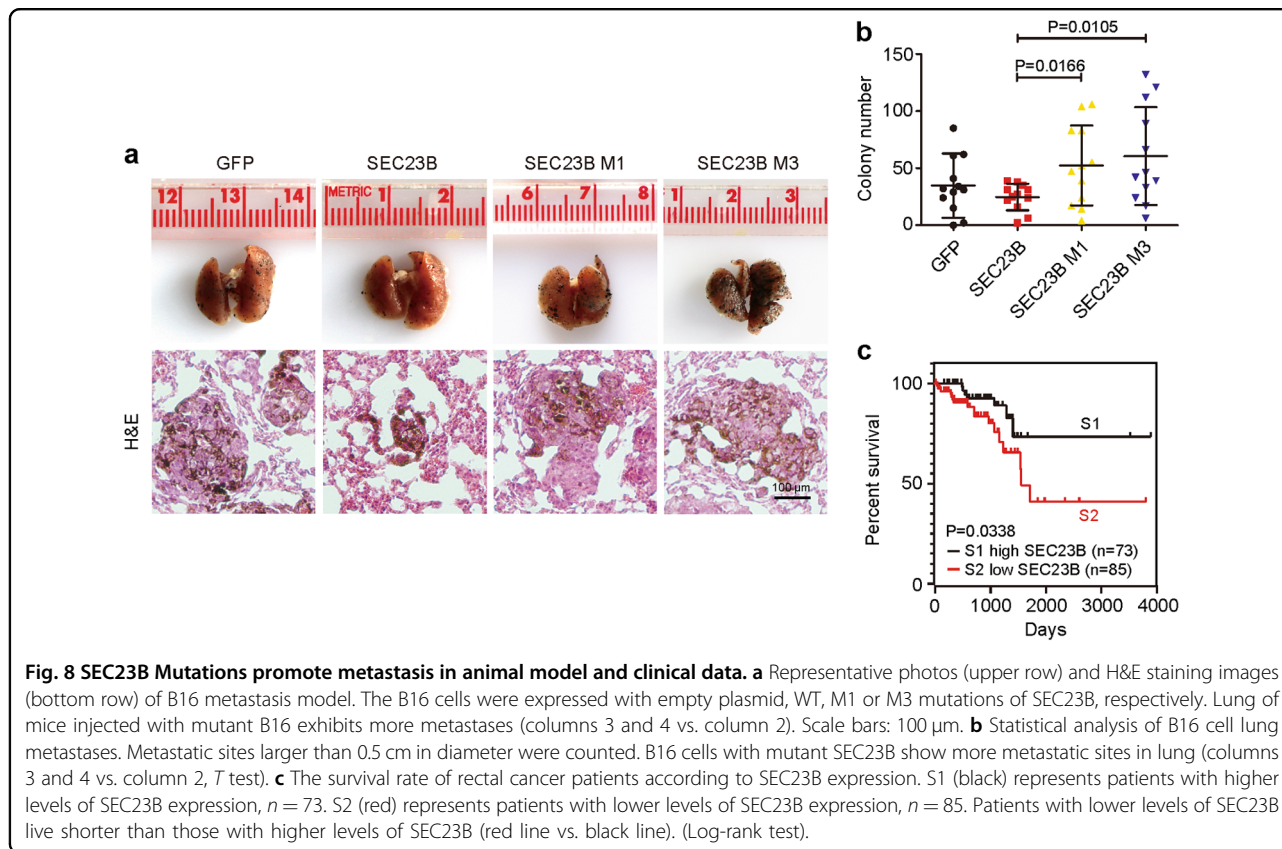 a
GFP
SEC23B
SEC23B M1
SEC23B M3
12 13 14
METRIC 1 2
6 7 8
1 2 3
H&E
100 μm
b
P=0.0105
P=0.0166
Colony number
150
100
50
0
GFP
SEC23B
SEC23B M1
SEC23B M3
c
Percent survival
100
50
0
S1
S2
P=0.0338
S1 high SEC23B (n=73)
S2 low SEC23B (n=85)
0 1000 2000 3000 4000
Days
Fig. 8 SEC23B Mutations promote metastasis in animal model and clinical data. a Representative photos (upper row) and H&E staining images
(bottom row) of B16 metastasis model. The B16 cells were expressed with empty plasmid, WT, M1 or M3 mutations of SEC23B, respectively. Lung of
mice injected with mutant B16 exhibits more metastases (columns 3 and 4 vs. column 2). Scale bars: 100 μm. b Statistical analysis of B16 cell lung
metastases. Metastatic sites larger than 0.5 cm in diameter were counted. B16 cells with mutant SEC23B show more metastatic sites in lung (columns
3 and 4 vs. column 2, T test). c The survival rate of rectal cancer patients according to SEC23B expression. S1 (black) represents patients with higher
levels of SEC23B expression, n = 73. S2 (red) represents patients with lower levels of SEC23B expression, n = 85. Patients with lower levels of SEC23B
live shorter than those with higher levels of SEC23B (red line vs. black line). (Log-rank test).